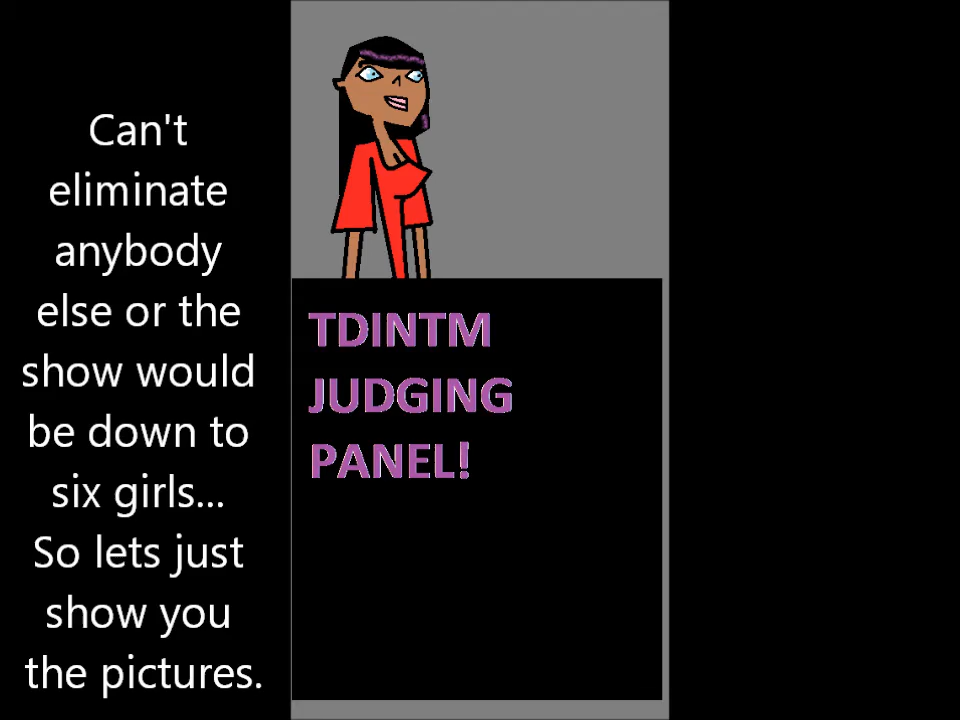 Can't
eliminate
anybody
else or the
show would
be down to
six girls...
So lets just
show you
the pictures.
TDINTM
JUDGING
PANEL!